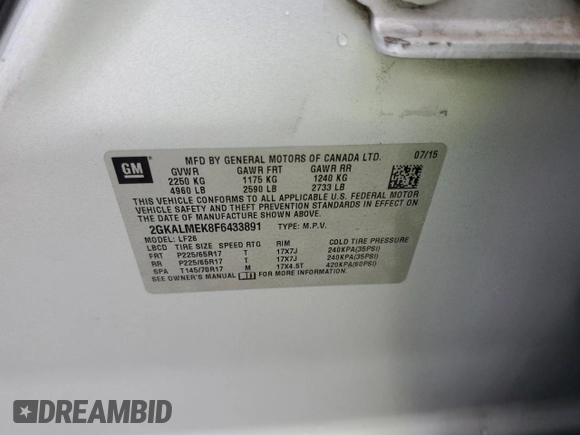 GM
MFD BY GENERAL MOTORS OF CANADA LTD. 07/15
GVWR GAWR FRT GAWR RR
2250 KG 1175 KG 1240 KG
4960 LB 2590 LB 2733 LB
THIS VEHICLE CONFORMS TO ALL APPLICABLE U.S. FEDERAL MOTOR
VEHICLE SAFETY AND THEFT PREVENTION STANDARDS IN EFFECT
ON THE DATE OF MANUFACTURE SHOWN ABOVE.
2GKALMEK8F6433891 TYPE: M.P.V.
MODEL: LF26
LBCD TIRE SIZE SPEED RTG RIM COLD TIRE PRESSURE
FRT P225/65R17 T 17X7J 240KPA(35PSI)
RR P225/65R17 T 17X7J 240KPA(35PSI)
SPA T145/70R17 M 17X4.5T 420KPA(60PSI)
SEE OWNER'S MANUAL FOR MORE INFORMATION.
DREAMBID